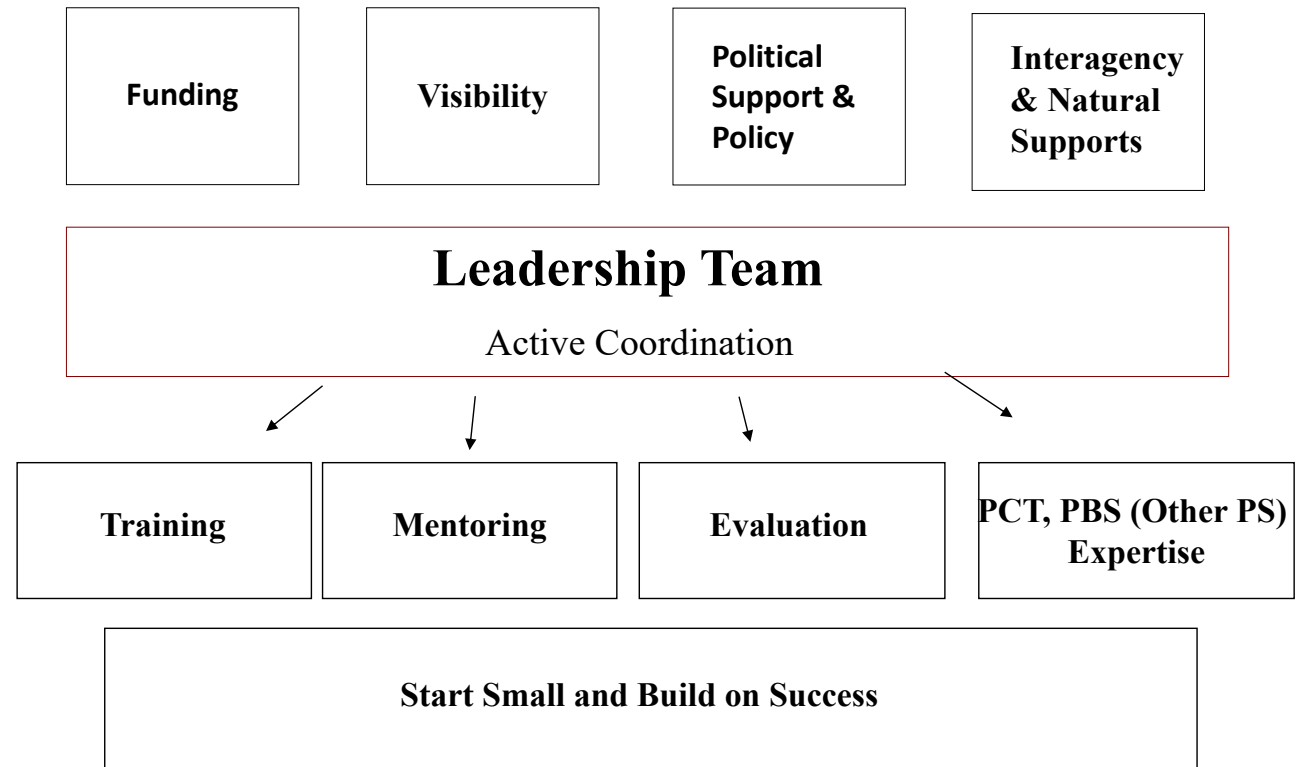 Funding
Visibility
Political
Support &
Policy
Interagency
& Natural
Supports
Leadership Team
Active Coordination
Training
Mentoring
Evaluation
PCT, PBS (Other PS)
Expertise
Start Small and Build on Success